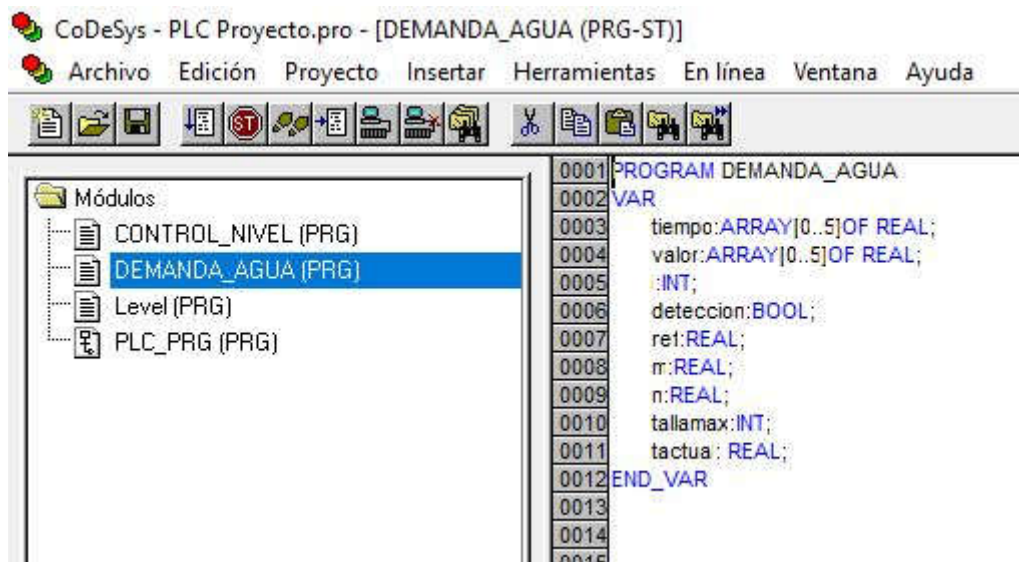 CoDeSys - PLC Proyecto.pro - [DEMANDA_AGUA (PRG-ST)]
Archivo Edición Proyecto Insertar Herramientas En línea Ventana Ayuda
ST
Módulos
CONTROL_NIVEL (PRG)
DEMANDA_AGUA (PRG)
Level (PRG)
PLC_PRG (PRG)
0001 PROGRAM DEMANDA_AGUA
0002 VAR
0003 tiempo:ARRAY[0..5]OF REAL;
0004 valor:ARRAY[0..5]OF REAL;
0005 :INT;
0006 deteccion:BOOL;
0007 ref:REAL;
0008 m:REAL;
0009 n:REAL;
0010 tallamax:INT;
0011 tactua : REAL;
0012 END_VAR
0013
0014